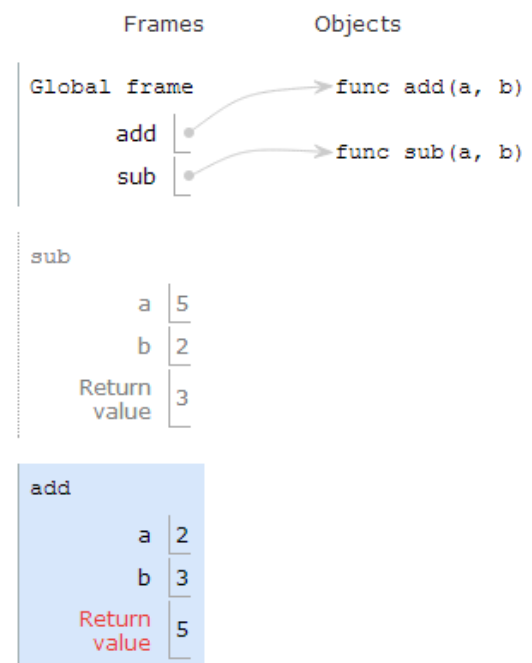 Frames Objects
Global frame func add(a, b)
add
sub func sub(a, b)
sub
a 5
b 2
Return
value 3
add
a 2
b 3
Return
value 5